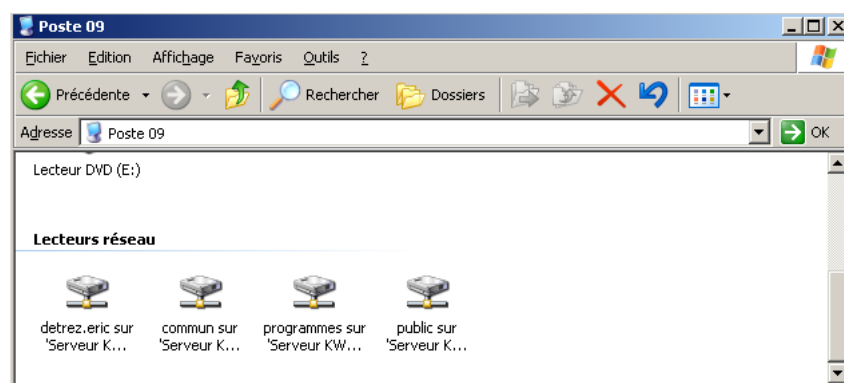 Poste 09
Fichier Edition Affichage Favoris Outils ?
Précédente Rechercher Dossiers
Adresse Poste 09 OK
Lecteur DVD (E:)
Lecteurs réseau
detrez.eric sur commun sur programmes sur public sur
'Serveur K... 'Serveur K... 'Serveur KW... 'Serveur K...